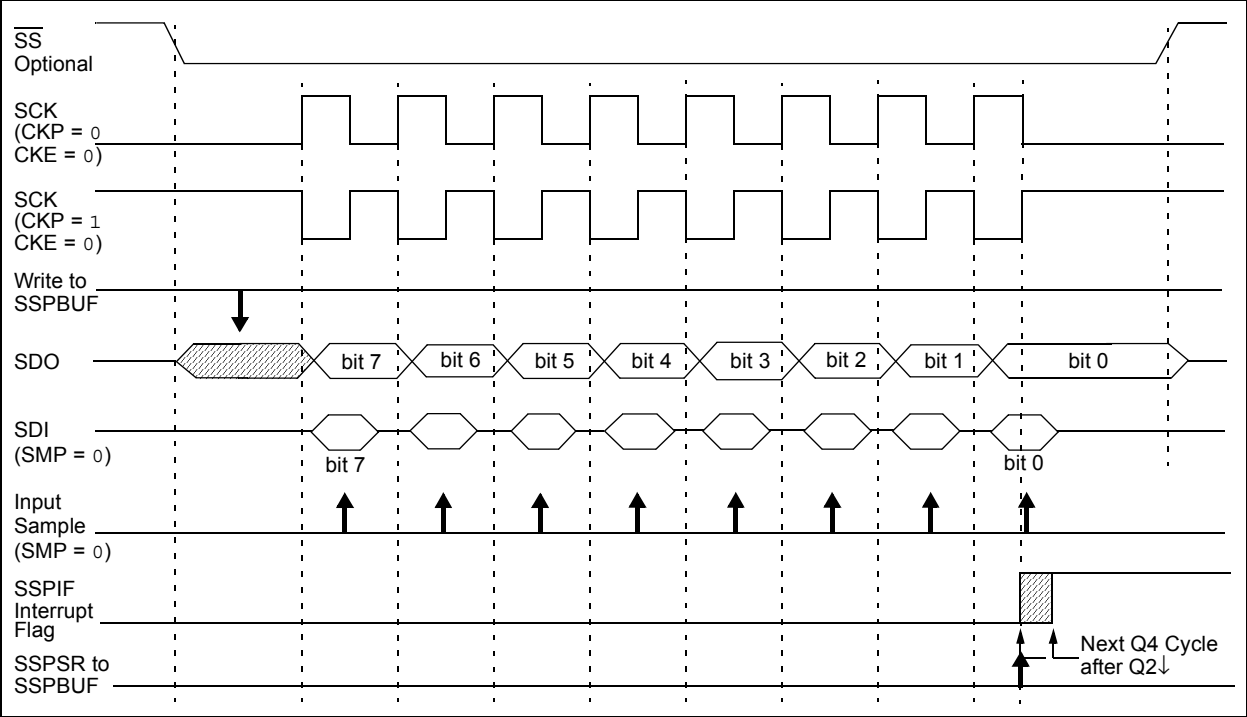 SS
Optional
SCK
(CKP = 0
CKE = 0)
SCK
(CKP = 1
CKE = 0)
Write to
SSPBUF
SDO
bit 7 bit 6 bit 5 bit 4 bit 3 bit 2 bit 1 bit 0
SDI
(SMP = 0)
bit 7 bit 0
Input
Sample
(SMP = 0)
SSPIF
Interrupt
Flag
SSPSR to
SSPBUF
Next Q4 Cycle
after Q2↓